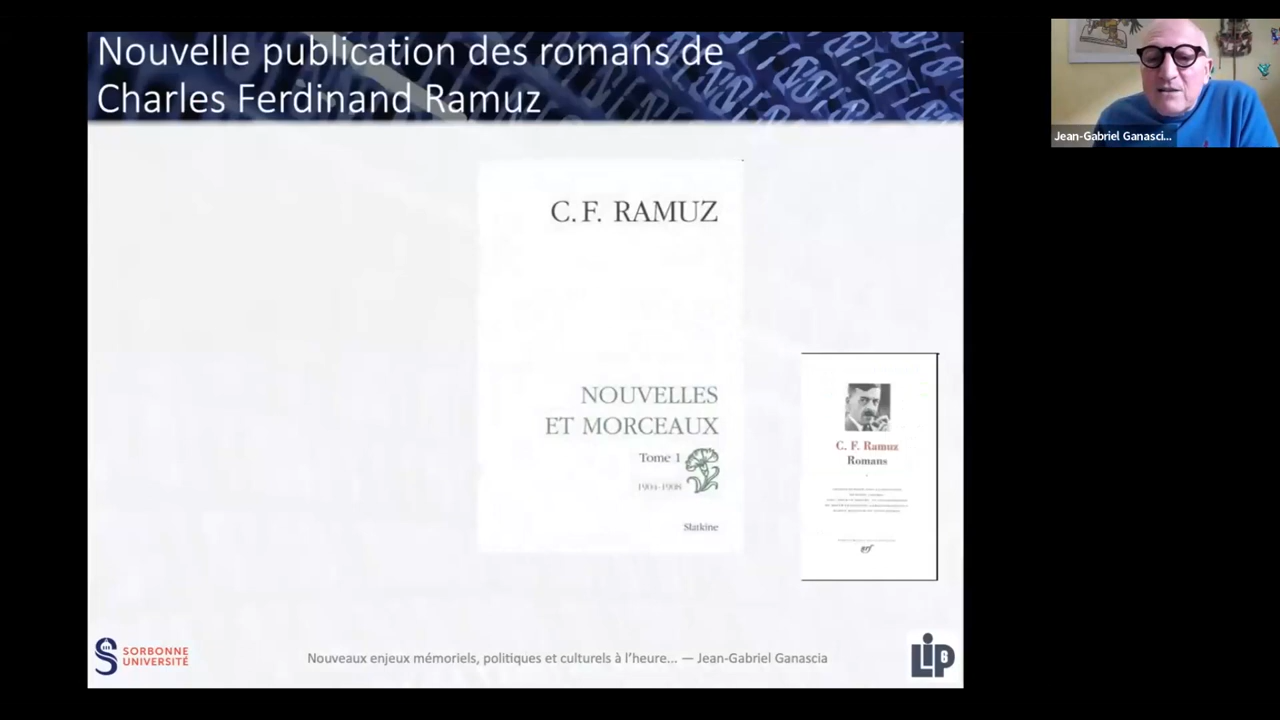 Nouvelle publication des romans de
Charles Ferdinand Ramuz
Jean-Gabriel Ganasci...
C. F. RAMUZ
NOUVELLES
ET MORCEAUX
Tome 1
1904-1908
Slatkine
C. F. Ramuz
Romans
nrf
SORBONNE
UNIVERSITÉ
Nouveaux enjeux mémoriels, politiques et culturels à l'heure... — Jean-Gabriel Ganascia
LIP6